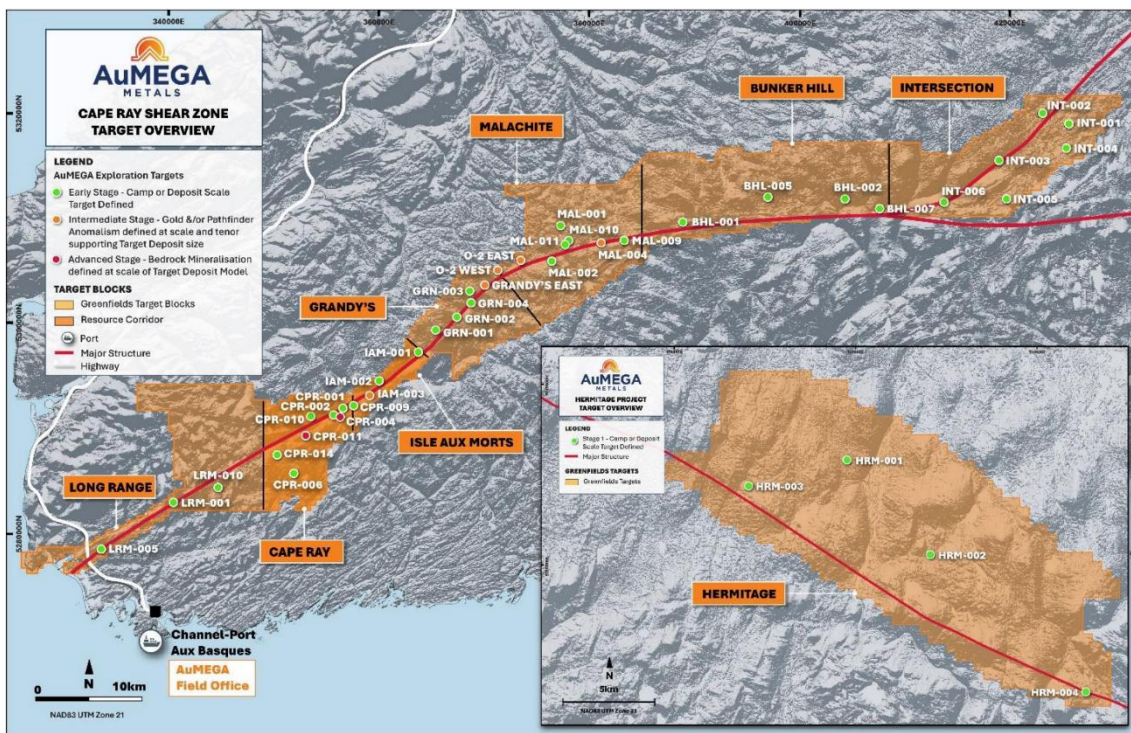 340000E
360000E
380000E
400000E
420000E
5320000N
5300000N
5280000N
AuMEGA
METALS
CAPE RAY SHEAR ZONE
TARGET OVERVIEW
LEGEND
AuMEGA Exploration Targets
Early Stage - Camp or Deposit Scale
Target Defined
Intermediate Stage - Gold &/or Pathfinder
Anomalism defined at scale and tenor
supporting Target Deposit size
Advanced Stage - Bedrock Mineralisation
defined at scale of Target Deposit Model
TARGET BLOCKS
Greenfields Target Blocks
Resource Corridor
Port
Major Structure
Highway
MALACHITE
BUNKER HILL
INTERSECTION
INT-002
INT-001
INT-004
INT-003
INT-006
INT-005
BHL-005
BHL-002
BHL-007
BHL-001
MAL-001
MAL-010
MAL-011
MAL-009
MAL-004
MAL-002
O-2 EAST
O-2 WEST
GRANDY'S EAST
GRANDY'S
GRN-003
GRN-004
GRN-002
GRN-001
IAM-001
IAM-002
IAM-003
ISLE AUX MORTS
CPR-001
CPR-002
CPR-009
CPR-010
CPR-004
CPR-011
CPR-014
CPR-006
CAPE RAY
LONG RANGE
LRM-010
LRM-001
LRM-005
Channel-Port
Aux Basques
AuMEGA
Field Office
N
0
10km
NAD83 UTM Zone 21
AuMEGA
METALS
HERMITAGE PROJECT
TARGET OVERVIEW
LEGEND
Stage 1 - Camp or Deposit
Scale Target Defined
Major Structure
GREENFIELDS TARGETS
Greenfields Targets
HRM-001
HRM-003
HRM-002
HERMITAGE
HRM-004
N
5km
NAD83 UTM Zone 21